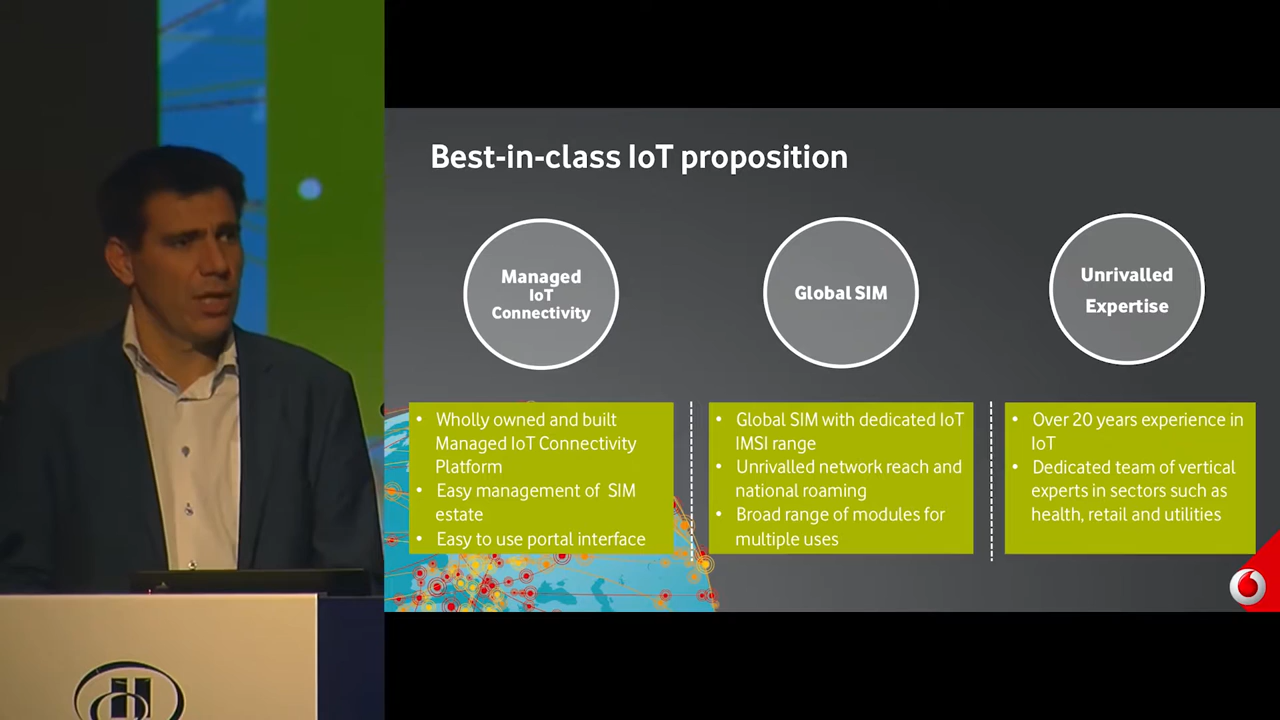 Best-in-class IoT proposition
Managed
IoT
Connectivity
Global SIM
Unrivalled
Expertise
• Wholly owned and built
Managed IoT Connectivity
Platform
• Easy management of SIM
estate
• Easy to use portal interface
• Global SIM with dedicated IoT
IMSI range
• Unrivalled network reach and
national roaming
• Broad range of modules for
multiple uses
• Over 20 years experience in
IoT
• Dedicated team of vertical
experts in sectors such as
health, retail and utilities